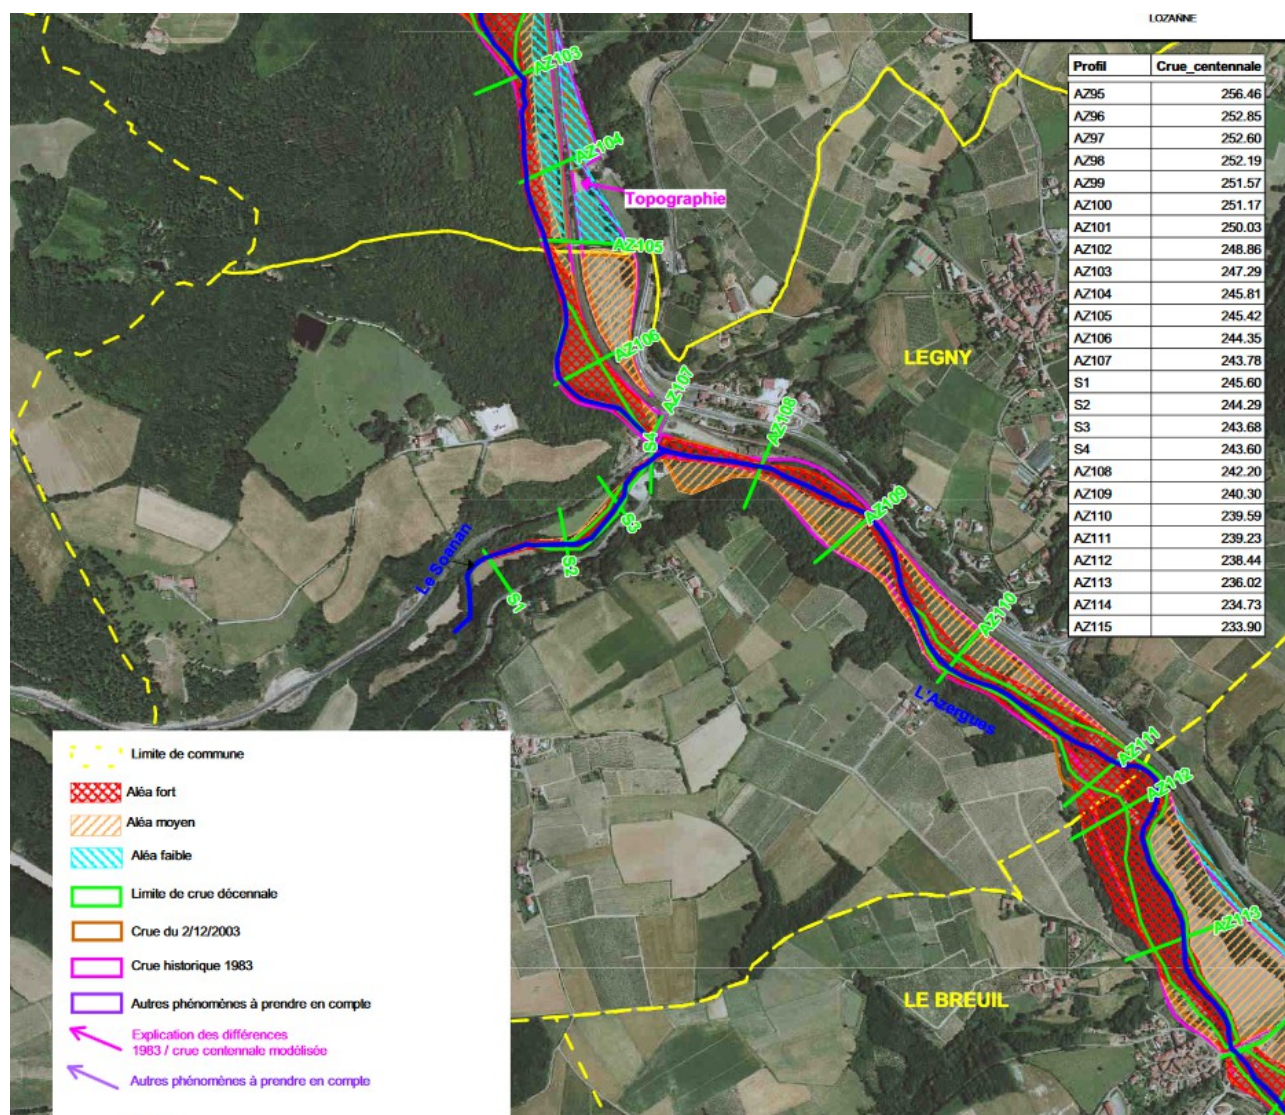 LOZANNE
Profil Crue_centennale
AZ95 256.46
AZ96 252.85
AZ97 252.60
AZ98 252.19
AZ99 251.57
AZ100 251.17
AZ101 250.03
AZ102 248.86
AZ103 247.29
AZ104 245.81
AZ105 245.42
AZ106 244.35
AZ107 243.78
S1 245.60
S2 244.29
S3 243.68
S4 243.60
AZ108 242.20
AZ109 240.30
AZ110 239.59
AZ111 239.23
AZ112 238.44
AZ113 236.02
AZ114 234.73
AZ115 233.90
AZ103
AZ104
Topographie
AZ105
AZ106
LEGNY
AZ107
AZ108
S4
AZ109
S3
Le Soanan
S2
S1
AZ110
L'Azergues
AZ111
AZ112
AZ113
LE BREUIL
Limite de commune
Aléa fort
Aléa moyen
Aléa faible
Limite de crue décennale
Crue du 2/12/2003
Crue historique 1983
Autres phénomènes à prendre en compte
Explication des différences
1983 / crue centennale modélisée
Autres phénomènes à prendre en compte